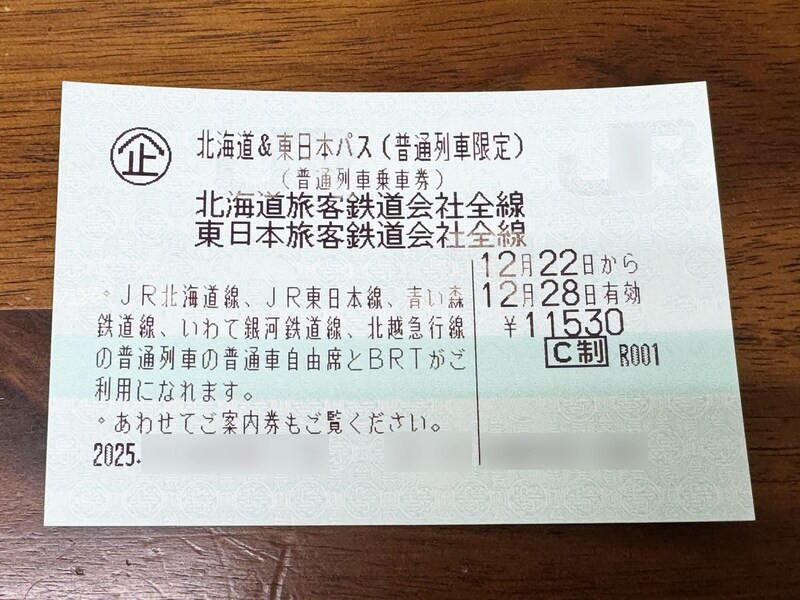 企 北海道&東日本パス(普通列車限定)
(普通列車乗車券)
北海道旅客鉄道会社全線
東日本旅客鉄道会社全線
12月22日から
12月28日有効
¥11530
C制 R001
◦JR北海道線、JR東日本線、青い森
鉄道線、いわて銀河鉄道線、北越急行線
の普通列車の普通車自由席とBRTがご
利用になれます。
◦あわせてご案内券もご覧ください。
2025.